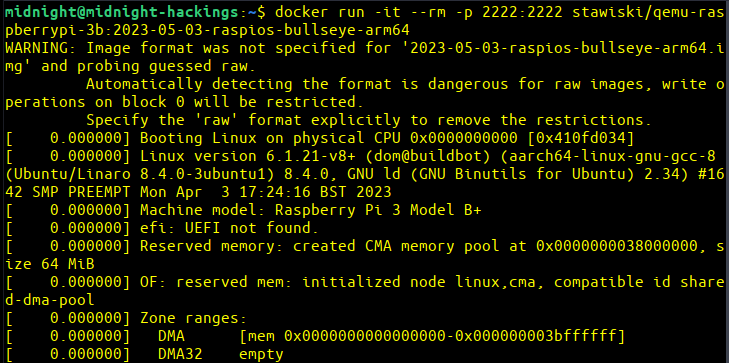 midnight@midnight-hackings:~$ docker run -it --rm -p 2222:2222 stawiski/qemu-ras
pberrypi-3b:2023-05-03-raspios-bullseye-arm64
WARNING: Image format was not specified for '2023-05-03-raspios-bullseye-arm64.i
mg' and probing guessed raw.
         Automatically detecting the format is dangerous for raw images, write o
perations on block 0 will be restricted.
         Specify the 'raw' format explicitly to remove the restrictions.
[    0.000000] Booting Linux on physical CPU 0x0000000000 [0x410fd034]
[    0.000000] Linux version 6.1.21-v8+ (dom@buildbot) (aarch64-linux-gnu-gcc-8
(Ubuntu/Linaro 8.4.0-3ubuntu1) 8.4.0, GNU ld (GNU Binutils for Ubuntu) 2.34) #16
42 SMP PREEMPT Mon Apr  3 17:24:16 BST 2023
[    0.000000] Machine model: Raspberry Pi 3 Model B+
[    0.000000] efi: UEFI not found.
[    0.000000] Reserved memory: created CMA memory pool at 0x0000000038000000, s
ize 64 MiB
[    0.000000] OF: reserved mem: initialized node linux,cma, compatible id share
d-dma-pool
[    0.000000] Zone ranges:
[    0.000000]   DMA      [mem 0x0000000000000000-0x000000003bffffff]
[    0.000000]   DMA32    empty